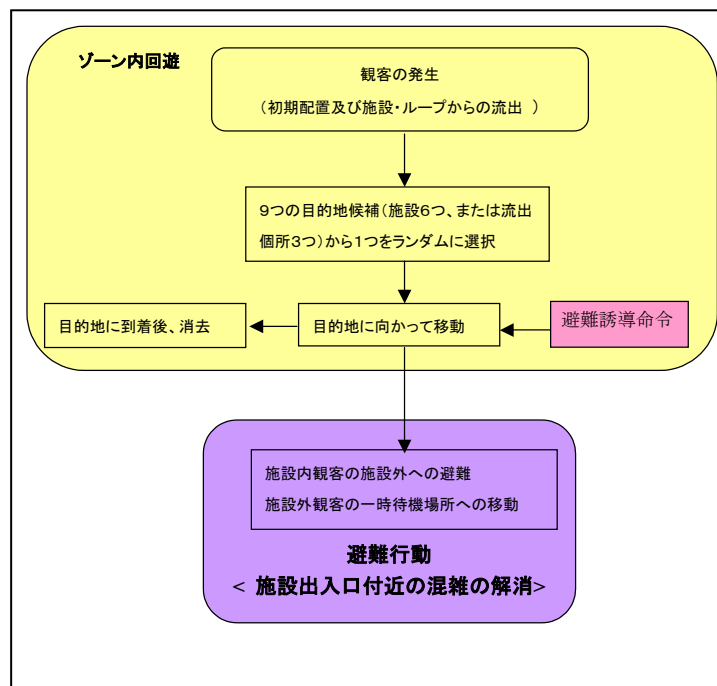 ゾーン内回遊
観客の発生
（初期配置及び施設・ループからの流出　）
９つの目的地候補（施設６つ、または流出
個所３つ）から１つをランダムに選択
目的地に到着後、消去
目的地に向かって移動
避難誘導命令
施設内観客の施設外への避難
施設外観客の一時待機場所への移動
避難行動
< 施設出入口付近の混雑の解消>